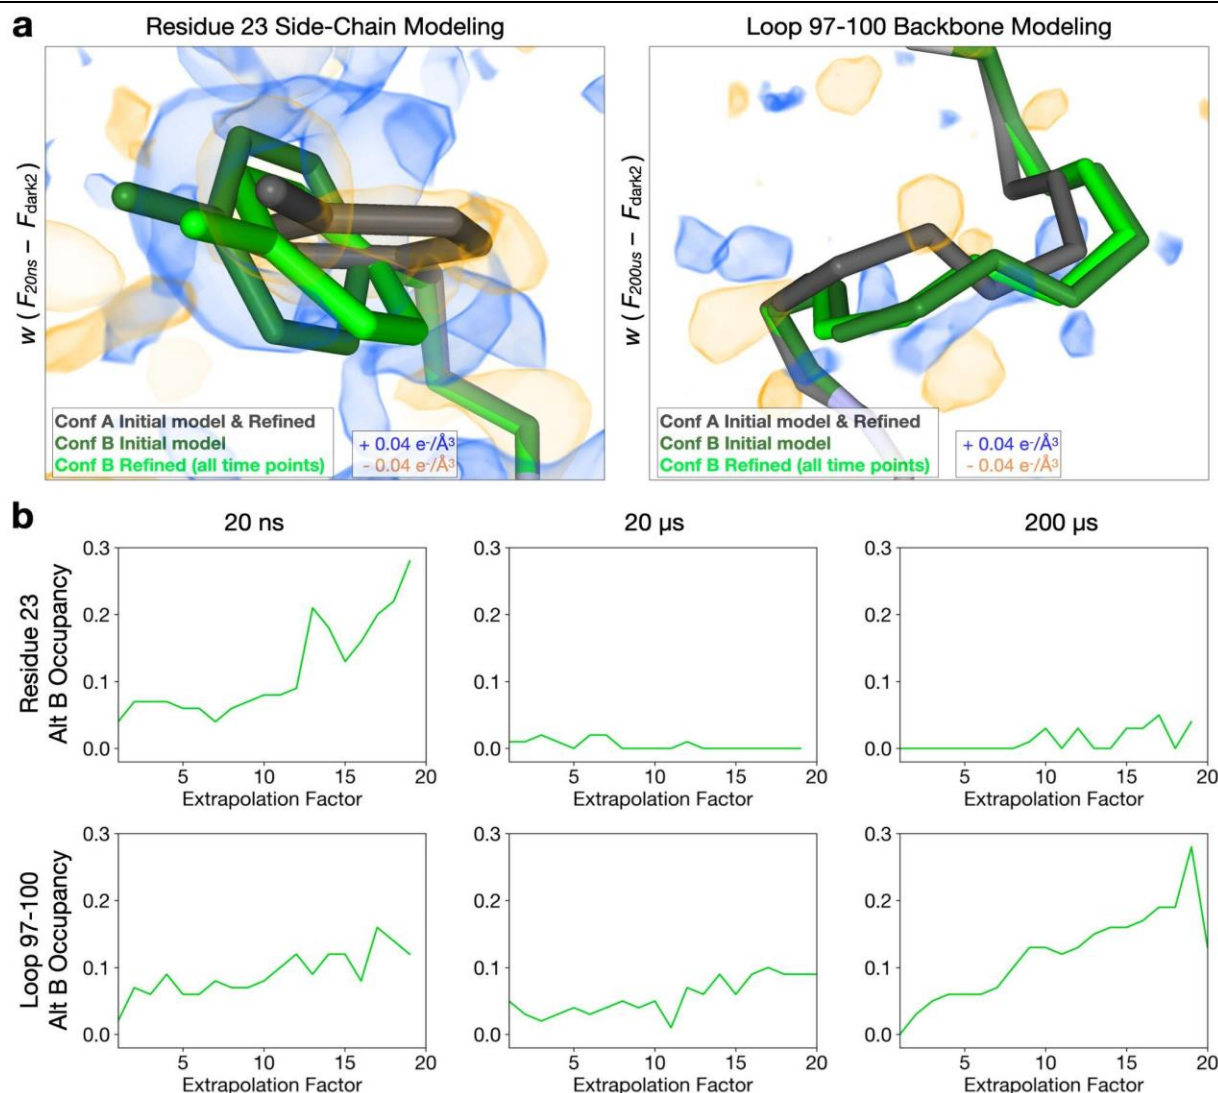 a
Residue 23 Side-Chain Modeling
Loop 97-100 Backbone Modeling
w ( F20ns − Fdark2)
Conf A Initial model & Refined
Conf B Initial model
Conf B Refined (all time points)
+ 0.04 e-/Å3
- 0.04 e-/Å3
w ( F200us − Fdark2)
Conf A Initial model & Refined
Conf B Initial model
Conf B Refined (all time points)
+ 0.04 e-/Å3
- 0.04 e-/Å3
b
20 ns
20 µs
200 µs
Residue 23
Alt B Occupancy
0.3
0.2
0.1
0.0
5 10 15 20
Extrapolation Factor
0.3
0.2
0.1
0.0
5 10 15 20
Extrapolation Factor
0.3
0.2
0.1
0.0
5 10 15 20
Extrapolation Factor
Loop 97-100
Alt B Occupancy
0.3
0.2
0.1
0.0
5 10 15 20
Extrapolation Factor
0.3
0.2
0.1
0.0
5 10 15 20
Extrapolation Factor
0.3
0.2
0.1
0.0
5 10 15 20
Extrapolation Factor